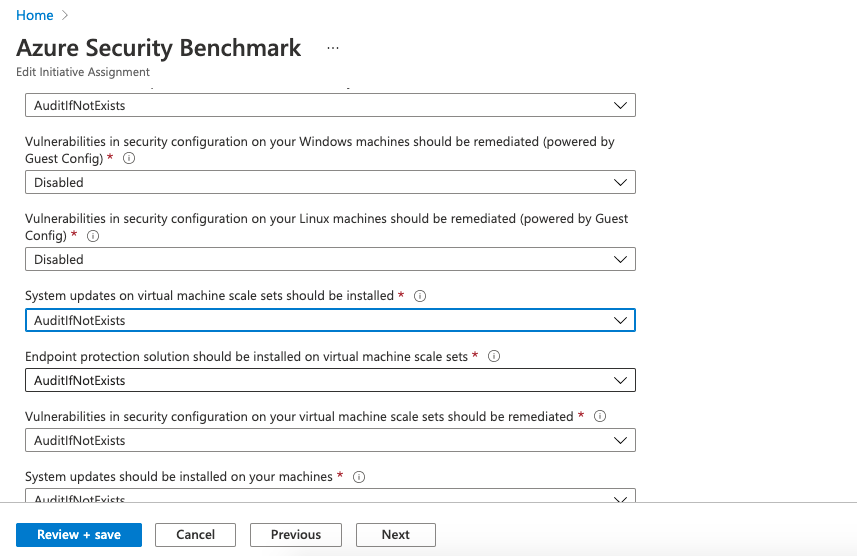 Home
Azure Security Benchmark ...
Edit Initiative Assignment
AuditIfNotExists
Vulnerabilities in security configuration on your Windows machines should be remediated (powered by
Guest Config) *
Disabled
Vulnerabilities in security configuration on your Linux machines should be remediated (powered by Guest
Config) *
Disabled
System updates on virtual machine scale sets should be installed *
AuditIfNotExists
Endpoint protection solution should be installed on virtual machine scale sets *
AuditIfNotExists
Vulnerabilities in security configuration on your virtual machine scale sets should be remediated *
AuditIfNotExists
System updates should be installed on your machines *
AuditIfNotExists
Review + save Cancel Previous Next